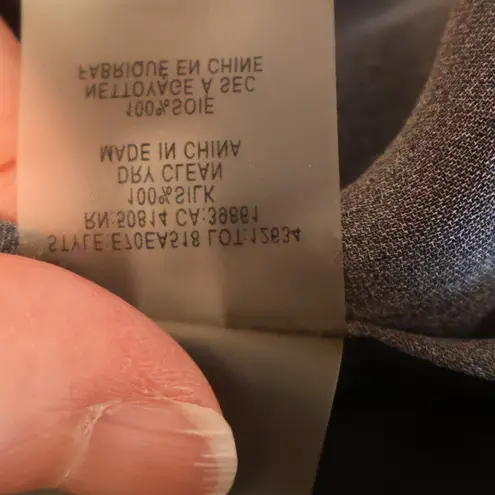 STYLE:E70EA518 LOT:12634
RN:50814 CA:39861
100%SILK
DRY CLEAN
MADE IN CHINA
100%SOIE
NETTOYAGE A SEC
FABRIQUÉ EN CHINE